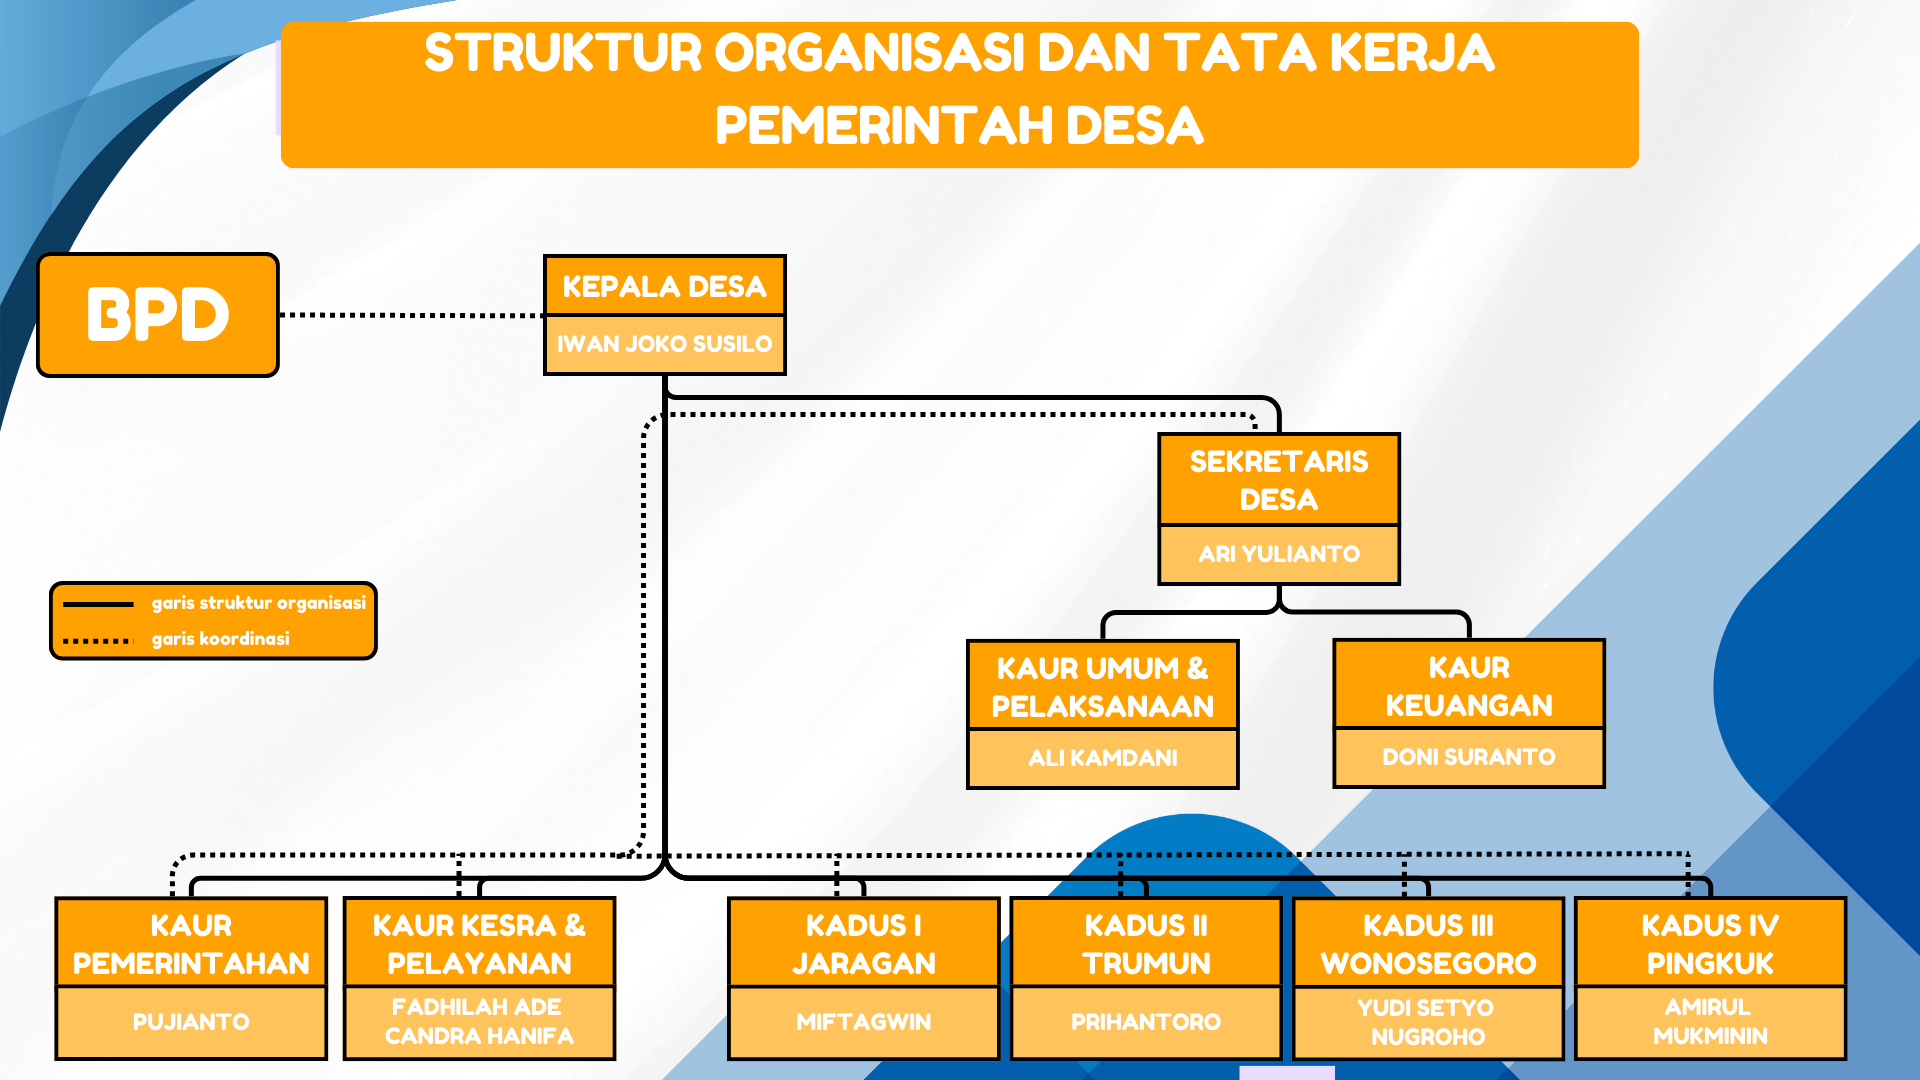 STRUKTUR ORGANISASI DAN TATA KERJA
PEMERINTAH DESA
BPD
KEPALA DESA
IWAN JOKO SUSILO
SEKRETARIS
DESA
ARI YULIANTO
garis struktur organisasi
garis koordinasi
KAUR UMUM &
PELAKSANAAN
ALI KAMDANI
KAUR
KEUANGAN
DONI SURANTO
KAUR
PEMERINTAHAN
PUJIANTO
KAUR KESRA &
PELAYANAN
FADHILAH ADE
CANDRA HANIFA
KADUS I
JARAGAN
MIFTAGWIN
KADUS II
TRUMUN
PRIHANTORO
KADUS III
WONOSEGORO
YUDI SETYO
NUGROHO
KADUS IV
PINGKUK
AMIRUL
MUKMININ